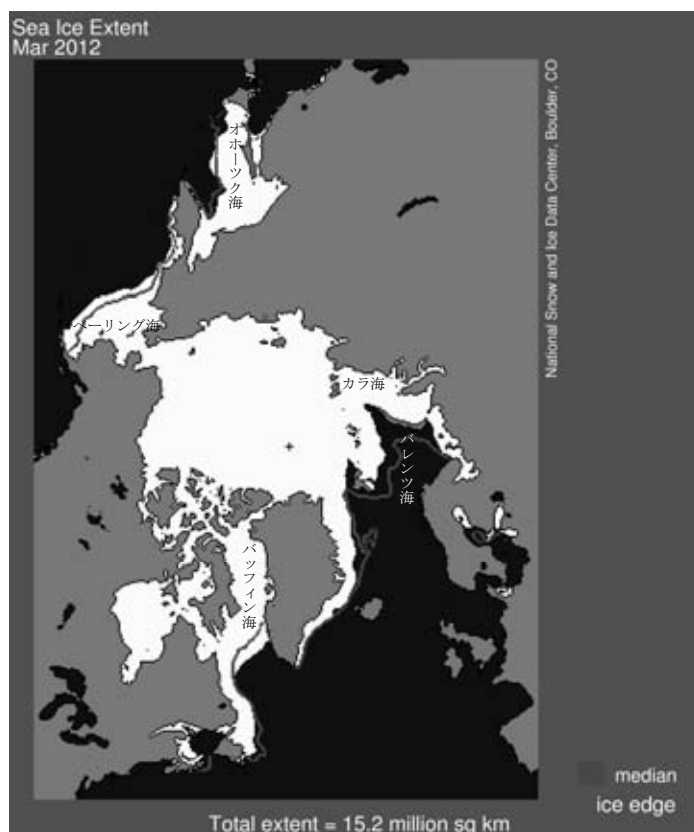 Sea Ice Extent
Mar 2012
National Snow and Ice Data Center, Boulder, CO
オホーツク海
ベーリング海
カラ海
バレンツ海
バッフィン海
median
ice edge
Total extent = 15.2 million sq km